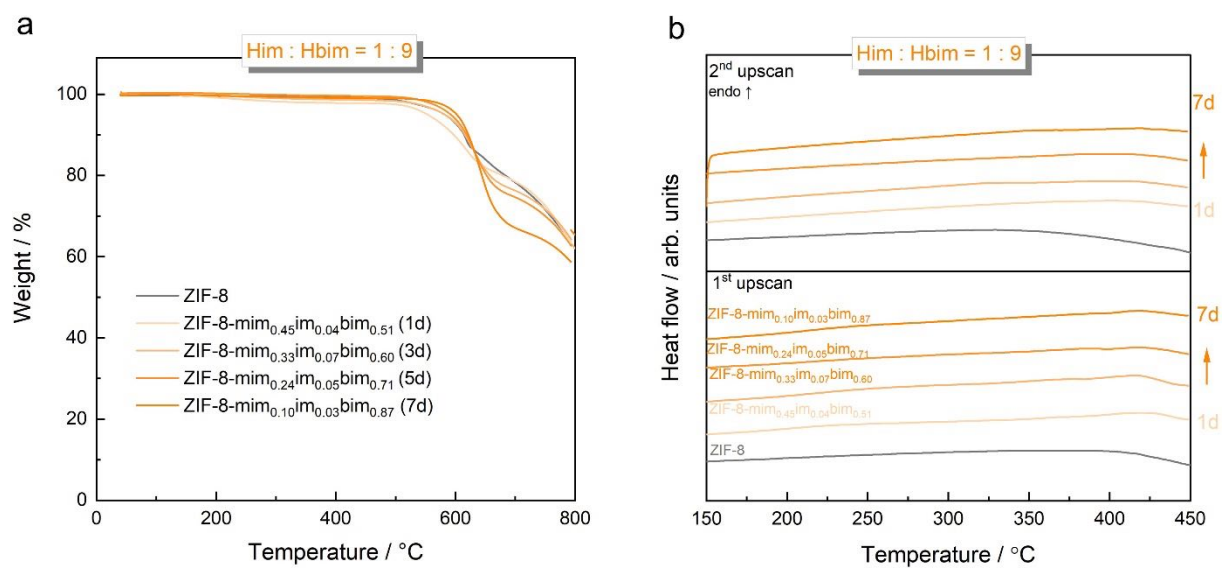 a
Him : Hbim = 1 : 9
Weight / %
100
80
60
40
20
0
ZIF-8
ZIF-8-mim₀.₄₅im₀.₀₄bim₀.₅₁ (1d)
ZIF-8-mim₀.₃₃im₀.₀₇bim₀.₆₀ (3d)
ZIF-8-mim₀.₂₄im₀.₀₅bim₀.₇₁ (5d)
ZIF-8-mim₀.₁₀im₀.₀₃bim₀.₈₇ (7d)
0 200 400 600 800
Temperature / °C
b
Him : Hbim = 1 : 9
Heat flow / arb. units
2nd upscan
endo ↑
7d
1d
1st upscan
ZIF-8-mim₀.₁₀im₀.₀₃bim₀.₈₇
7d
ZIF-8-mim₀.₂₄im₀.₀₅bim₀.₇₁
ZIF-8-mim₀.₃₃im₀.₀₇bim₀.₆₀
ZIF-8-mim₀.₄₅im₀.₀₄bim₀.₅₁
1d
ZIF-8
150 200 250 300 350 400 450
Temperature / °C